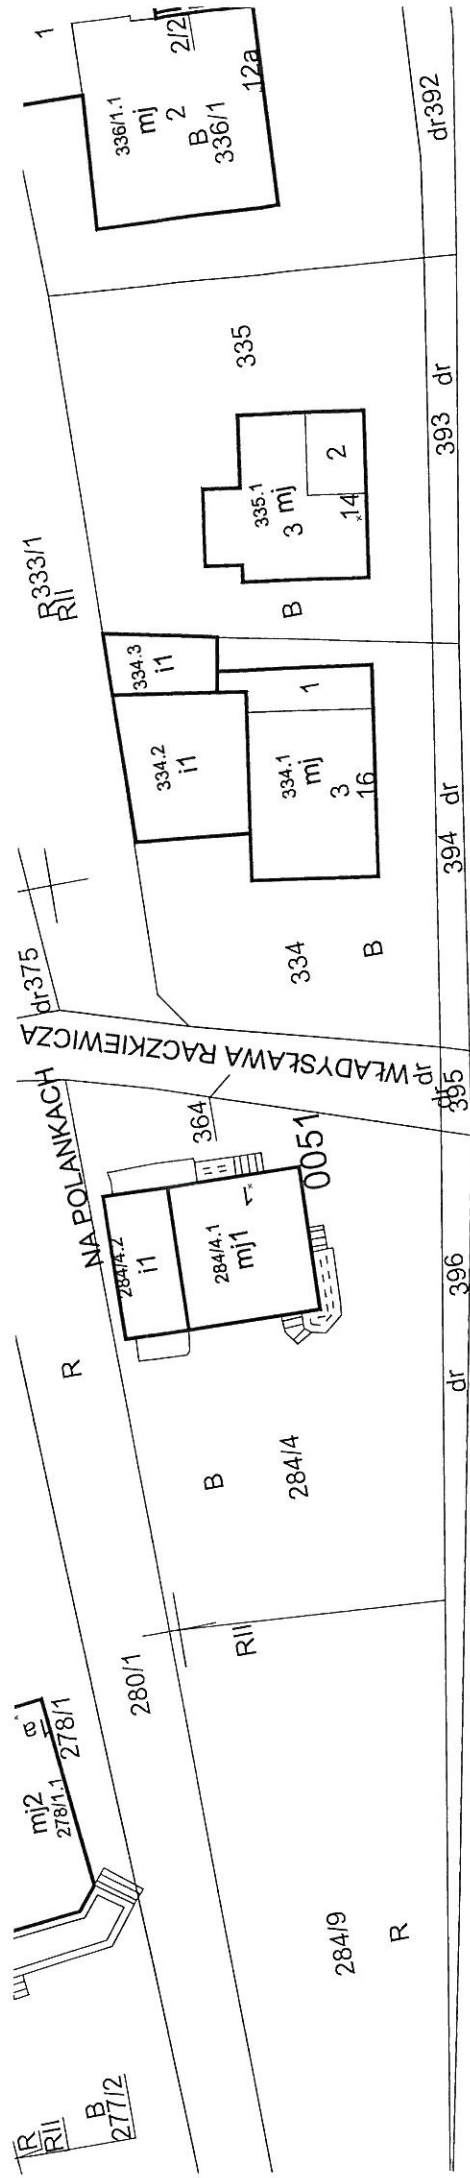 1
2/2
336/1.1
mj
2
B
336/1
12a
dr392
335
R333/1
RII
335.1
3 mj
2
14
393 dr
B
334.3
i1
334.2
i1
1
334.1
mj
3
16
394 dr
334
B
dr375
WŁADYSŁAWA RACZKIEWICZA
dr
dr
395
NA POLANKACH
364
0051
284/4.2
i1
284/4.1
mj1
1
R
dr 396
B
284/4
RII
280/1
mj2
278/1.1
278/1
284/9
R
R
RII
B
277/2